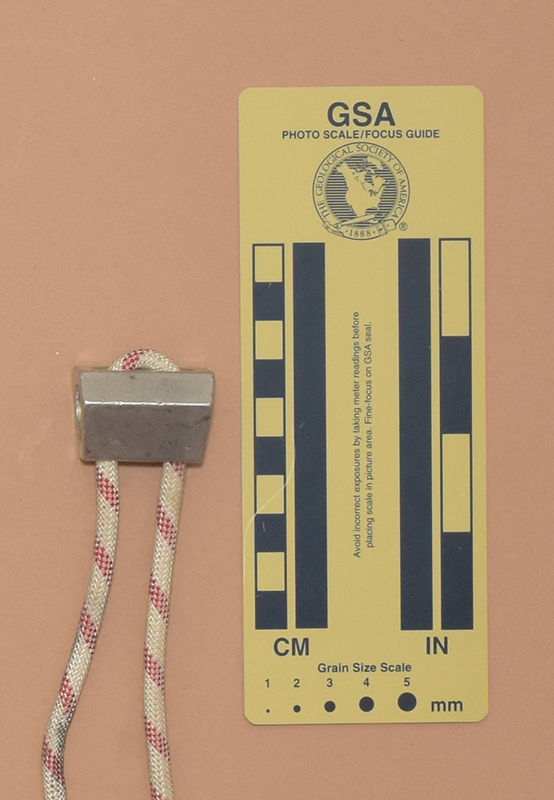 GSA
PHOTO SCALE/FOCUS GUIDE
THE GEOLOGICAL SOCIETY OF AMERICA
·1888·
®
Avoid incorrect exposures by taking meter readings before
placing scale in picture area. Fine-focus on GSA seal.
CM IN
Grain Size Scale
1 2 3 4 5
mm